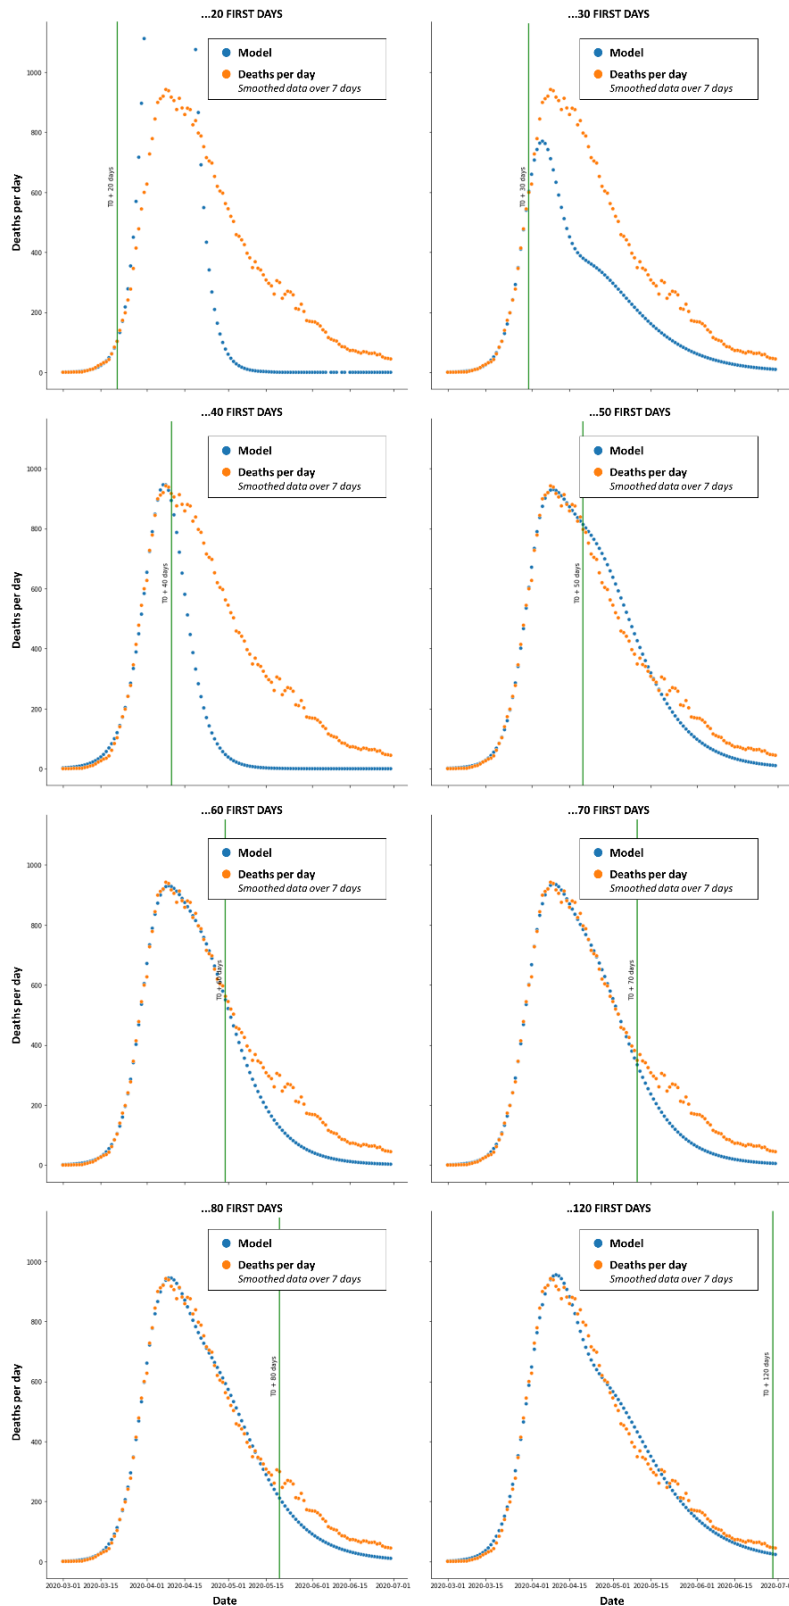 ...20 FIRST DAYS
...30 FIRST DAYS
Model
Deaths per day
Smoothed data over 7 days
Model
Deaths per day
Smoothed data over 7 days
1000
800
600
400
200
0
Deaths per day
T0 + 20 days
T0 + 30 days
...40 FIRST DAYS
...50 FIRST DAYS
Model
Deaths per day
Smoothed data over 7 days
Model
Deaths per day
Smoothed data over 7 days
1000
800
600
400
200
0
Deaths per day
T0 + 40 days
T0 + 50 days
...60 FIRST DAYS
...70 FIRST DAYS
Model
Deaths per day
Smoothed data over 7 days
Model
Deaths per day
Smoothed data over 7 days
1000
800
600
400
200
0
Deaths per day
T0 + 60 days
T0 + 70 days
...80 FIRST DAYS
..120 FIRST DAYS
Model
Deaths per day
Smoothed data over 7 days
Model
Deaths per day
Smoothed data over 7 days
1000
800
600
400
200
0
Deaths per day
T0 + 80 days
T0 + 120 days
2020-03-01 2020-03-15 2020-04-01 2020-04-15 2020-05-01 2020-05-15 2020-06-01 2020-06-15 2020-07-01
2020-03-01 2020-03-15 2020-04-01 2020-04-15 2020-05-01 2020-05-15 2020-06-01 2020-06-15 2020-07-0
Date
Date